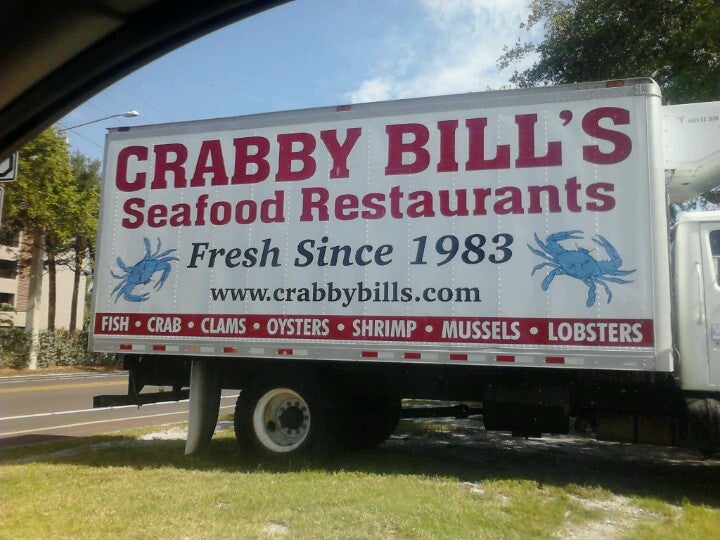 CRABBY BILL'S
Seafood Restaurants
Fresh Since 1983
www.crabbybills.com
FISH • CRAB • CLAMS • OYSTERS • SHRIMP • MUSSELS • LOBSTERS